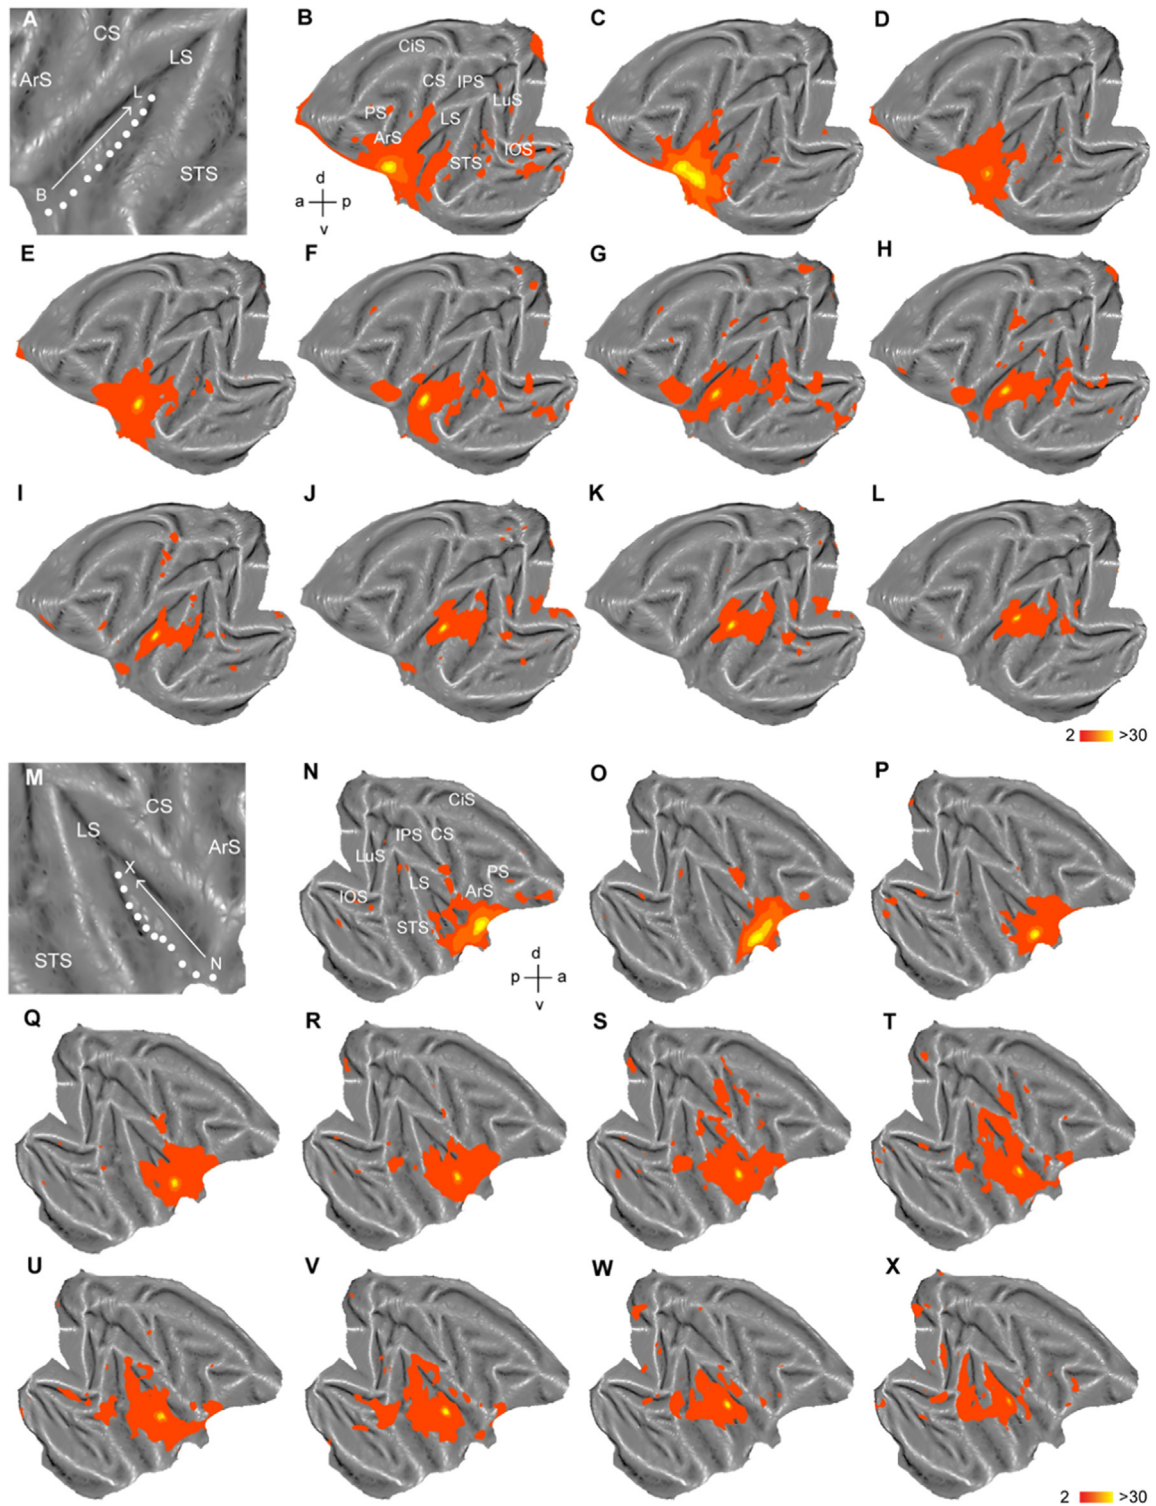 A
CS
LS
ArS
L
STS
B
B
CiS
CS
IPS
LuS
PS
LS
ArS
STS
IOS
d
a
p
v
C
D
E
F
G
H
I
J
K
L
2
>30
M
CS
LS
ArS
X
STS
N
N
CiS
IPS
CS
LuS
PS
LS
ArS
IOS
STS
d
p
a
v
O
P
Q
R
S
T
U
V
W
X
2
>30